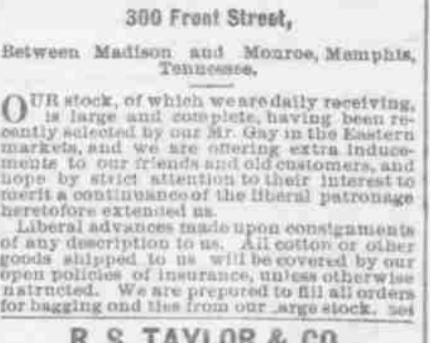 300 Front Street,
Between Madison and Monroe, Memphis,
Tennessee.
OUR stock, of which we are daily receiving,
is large and complete, having been re-
cently selected by our Mr. Gay in the Eastern
markets, and we are offering extra induce-
ments to our friends and old customers, and
hope by strict attention to their interest to
merit a continuance of the liberal patronage
heretofore extended us.
Liberal advances made upon consignments
of any description to us. All cotton or other
goods shipped to us will be covered by our
open policies of insurance, unless otherwise
nstructed. We are prepared to fill all orders
for bagging and ties from our arge stock. se4
R. S. TAYLOR & CO